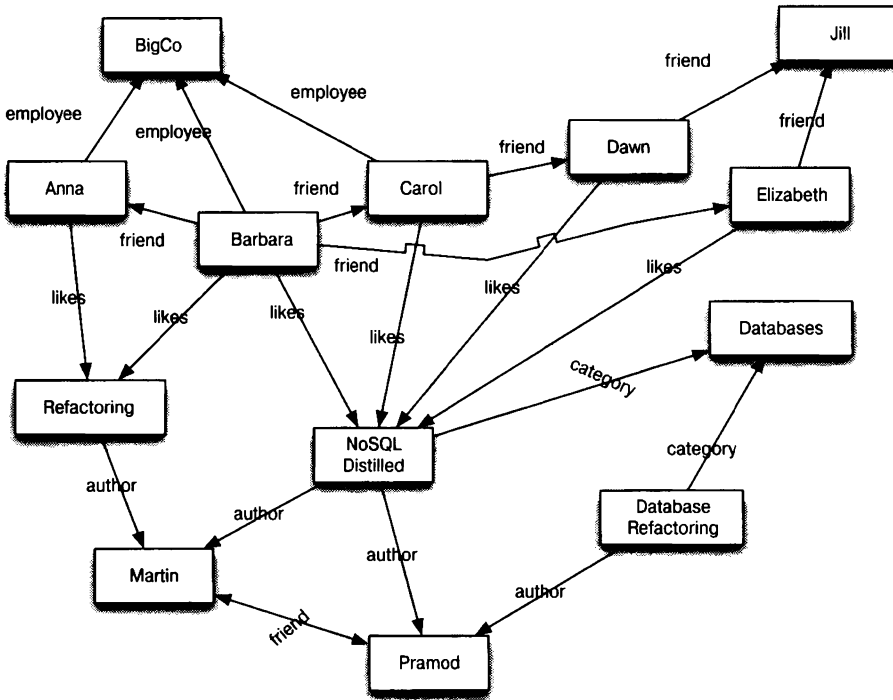 BigCo
Jill
friend
employee
employee
employee
friend
Dawn
friend
Anna
friend
Carol
Elizabeth
friend
Barbara
friend
likes
likes
likes
likes
likes
likes
Databases
category
Refactoring
NoSQL
Distilled
category
author
author
Database
Refactoring
author
Martin
author
friend
Pramod